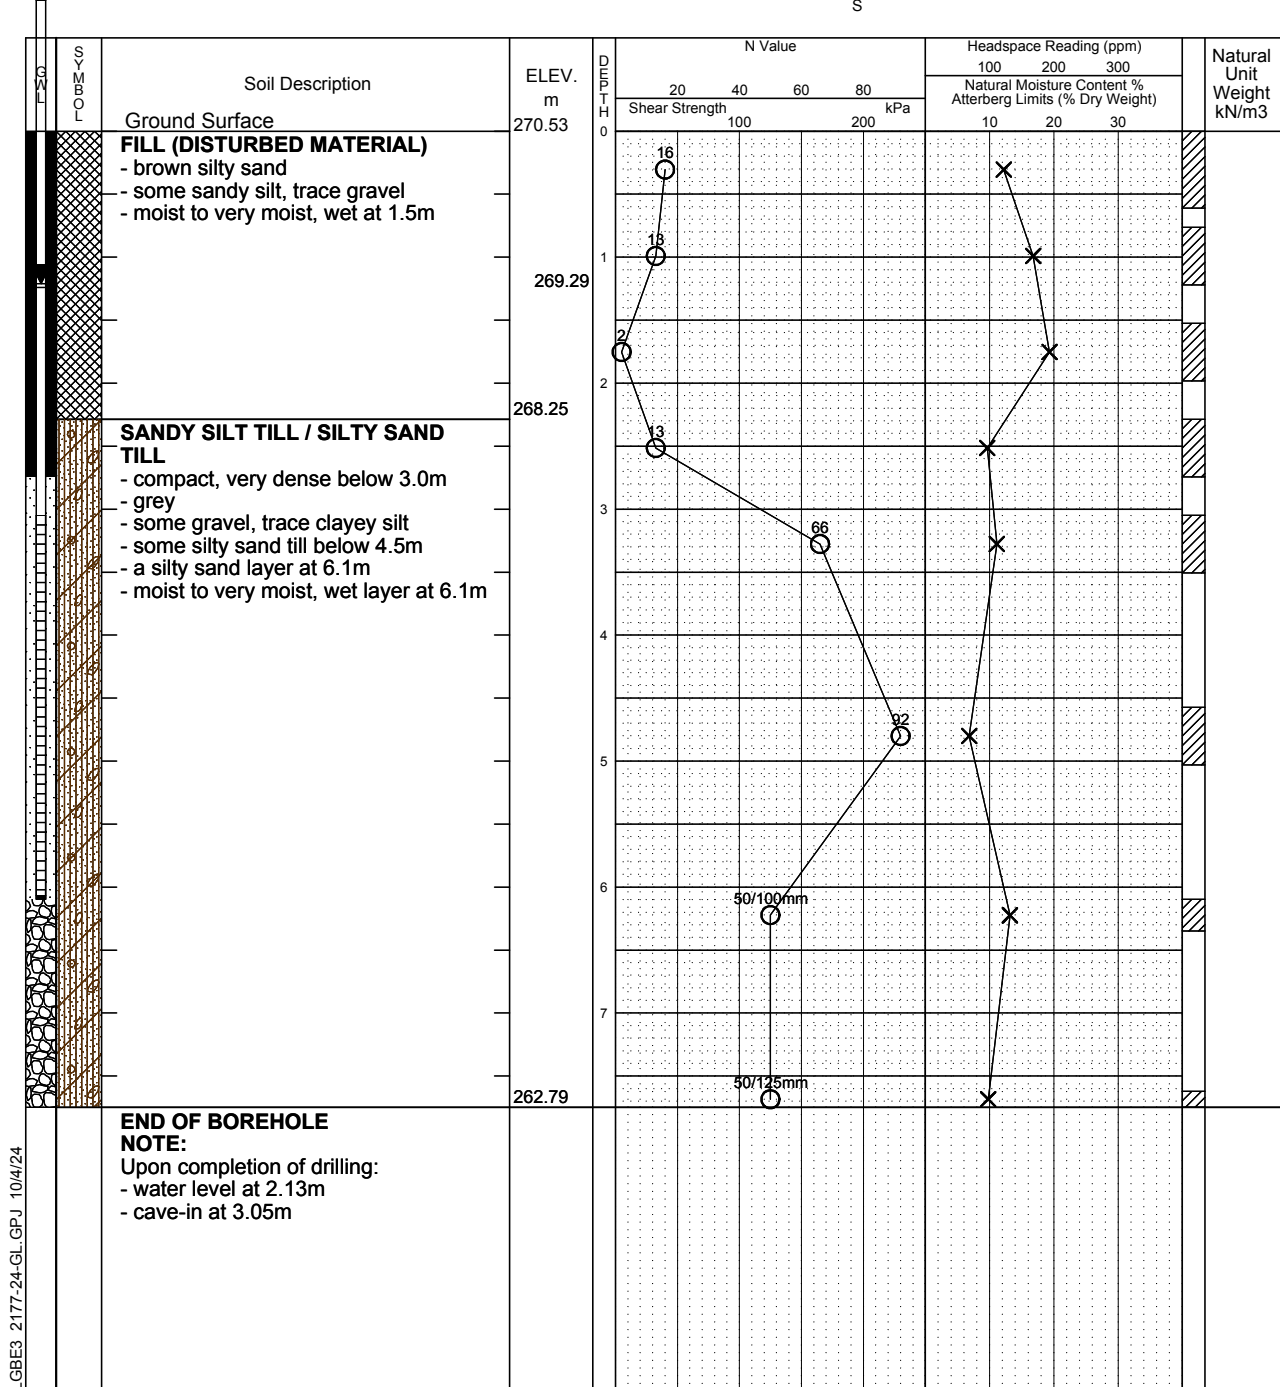 S
GWL
SYMBOL
Soil Description
Ground Surface
ELEV.
m
270.53
DEPTH
N Value
20 40 60 80
Shear Strength kPa
100 200
Headspace Reading (ppm)
100 200 300
Natural Moisture Content %
Atterberg Limits (% Dry Weight)
10 20 30
Natural
Unit
Weight
kN/m3
0
FILL (DISTURBED MATERIAL)
- brown silty sand
- some sandy silt, trace gravel
- moist to very moist, wet at 1.5m
16
13
1
269.29
2
2
268.25
SANDY SILT TILL / SILTY SAND
TILL
- compact, very dense below 3.0m
- grey
- some gravel, trace clayey silt
- some silty sand till below 4.5m
- a silty sand layer at 6.1m
- moist to very moist, wet layer at 6.1m
13
3
66
4
92
5
6
50/100mm
7
50/125mm
262.79
END OF BOREHOLE
NOTE:
Upon completion of drilling:
- water level at 2.13m
- cave-in at 3.05m
GBE3 2177-24-GL.GPJ 10/4/24